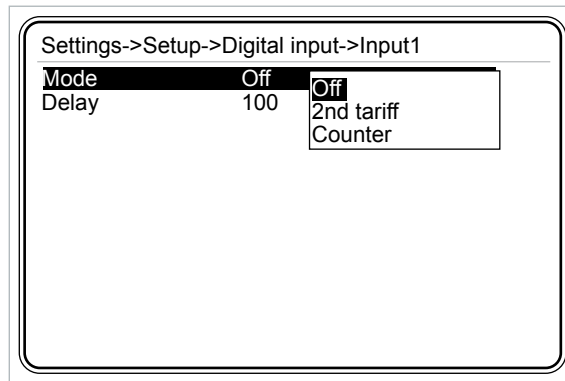 Settings->Setup->Digital input->Input1
Mode Off
Delay 100
Off
2nd tariff
Counter